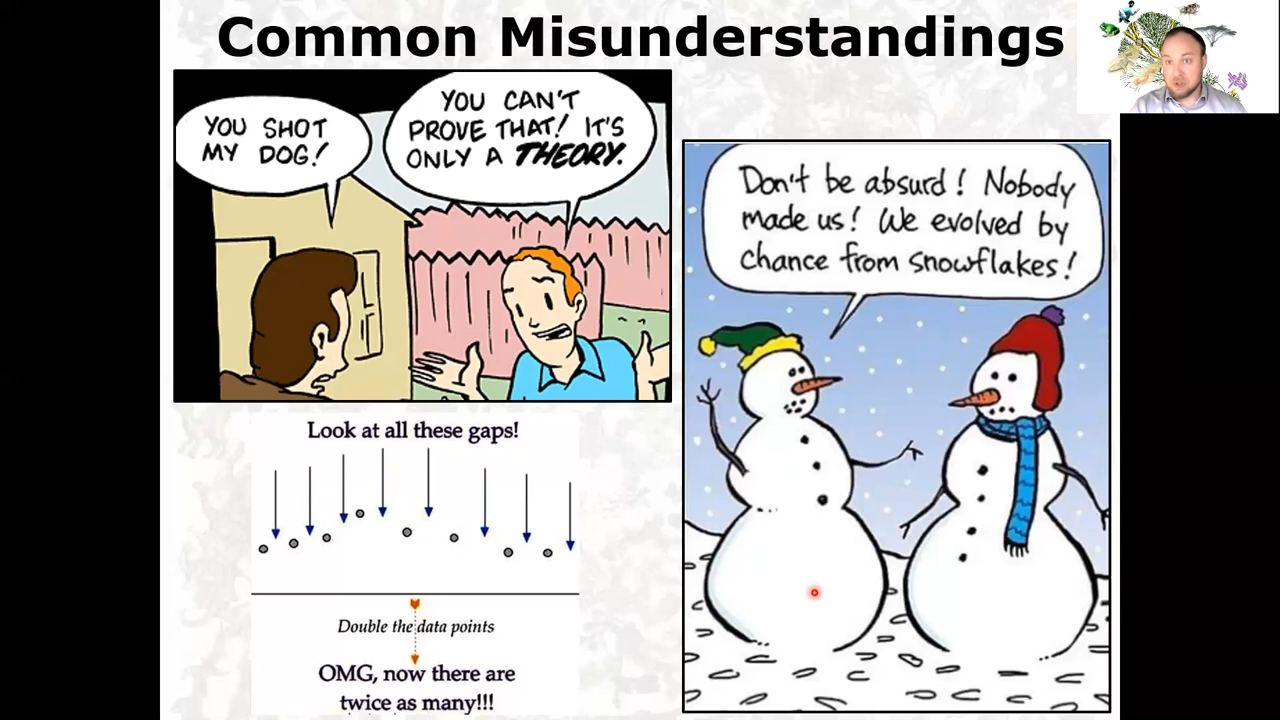 Common Misunderstandings
YOU SHOT
MY DOG!
YOU CAN'T
PROVE THAT! IT'S
ONLY A THEORY.
Don't be absurd! Nobody
made us! We evolved by
chance from snowflakes!
Look at all these gaps!
Double the data points
OMG, now there are
twice as many!!!